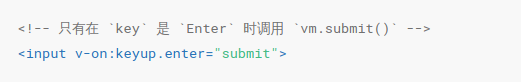 <!-- 只有在 `key` 是 `Enter` 时调用 `vm.submit()` -->
<input v-on:keyup.enter="submit">